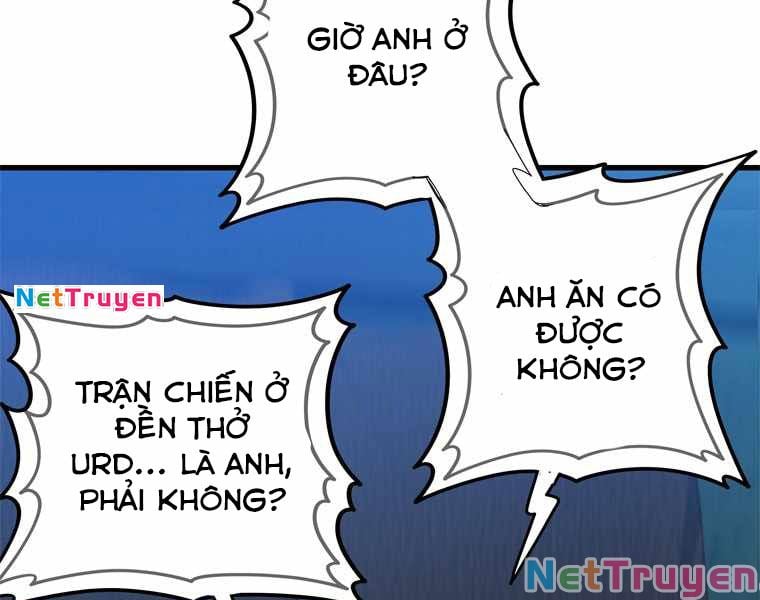 GIỜ ANH Ở
ĐÂU?
ANH ĂN CÓ
ĐƯỢC
KHÔNG?
NETTRUYEN
TRẬN CHIẾN Ở
ĐỀN THỜ
URD... LÀ ANH,
PHẢI KHÔNG?
NETTRUYEN